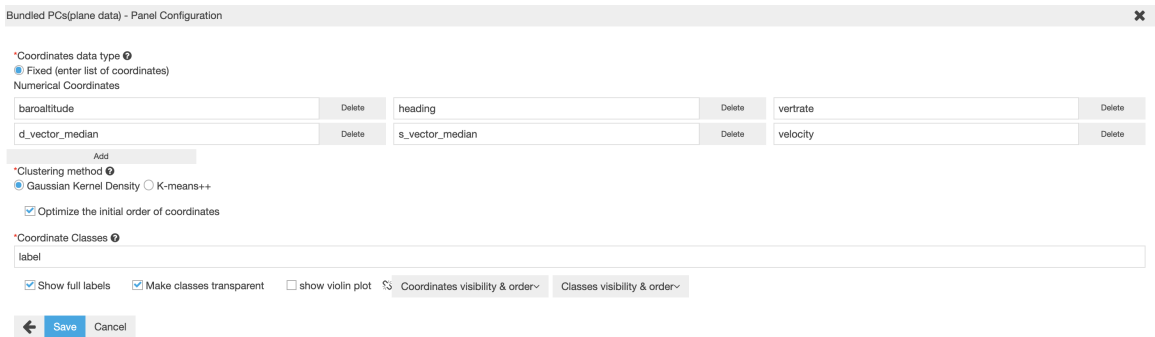 Bundled PCs(plane data) - Panel Configuration
*Coordinates data type
Fixed (enter list of coordinates)
Numerical Coordinates
baroaltitude Delete heading Delete vertrate Delete
d_vector_median Delete s_vector_median Delete velocity Delete
Add
*Clustering method
Gaussian Kernel Density K-means++
Optimize the initial order of coordinates
*Coordinate Classes
label
Show full labels Make classes transparent show violin plot Coordinates visibility & order Classes visibility & order
Save Cancel